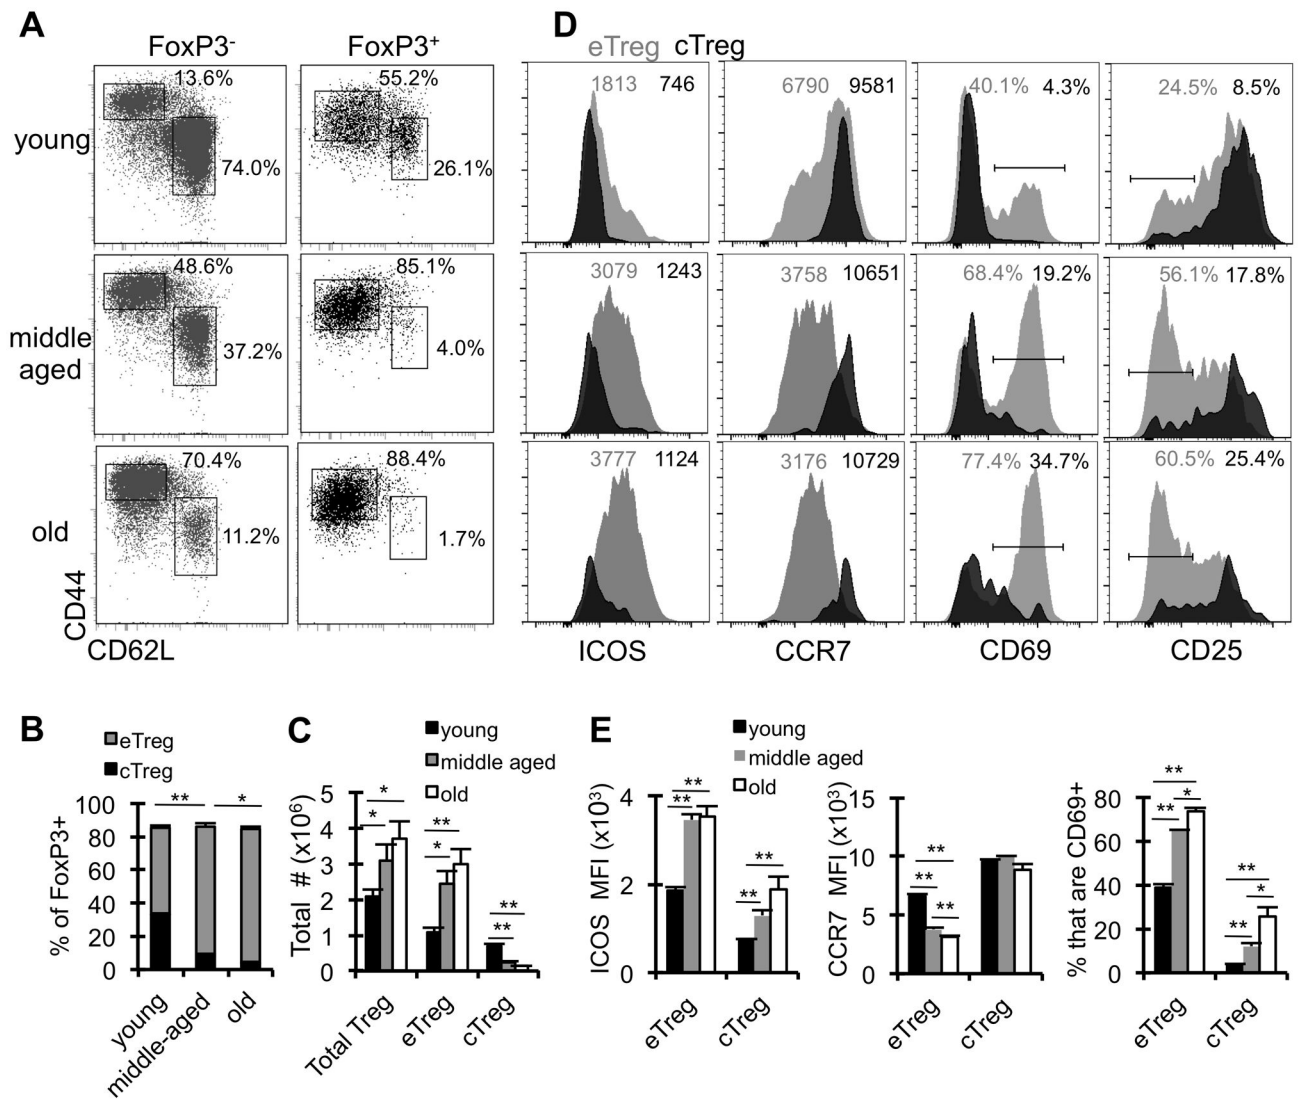 A
FoxP3-
FoxP3+
young
13.6%
74.0%
55.2%
26.1%
middle
aged
48.6%
37.2%
85.1%
4.0%
old
70.4%
11.2%
88.4%
1.7%
CD44
CD62L
D
eTreg cTreg
1813 746
6790 9581
40.1% 4.3%
24.5% 8.5%
3079 1243
3758 10651
68.4% 19.2%
56.1% 17.8%
3777 1124
3176 10729
77.4% 34.7%
60.5% 25.4%
ICOS
CCR7
CD69
CD25
B
eTreg
cTreg
% of FoxP3+
100
80
60
40
20
0
**
*
young
middle-aged
old
C
young
middle aged
old
Total # (x10⁶)
5
4
3
2
1
0
*
*
**
*
**
**
Total Treg
eTreg
cTreg
E
young
middle aged
old
ICOS MFI (x10³)
4
2
0
**
**
**
**
eTreg
cTreg
CCR7 MFI (x10³)
15
10
5
0
**
**
**
eTreg
cTreg
% that are CD69+
80
60
40
20
0
**
*
**
**
*
**
eTreg
cTreg